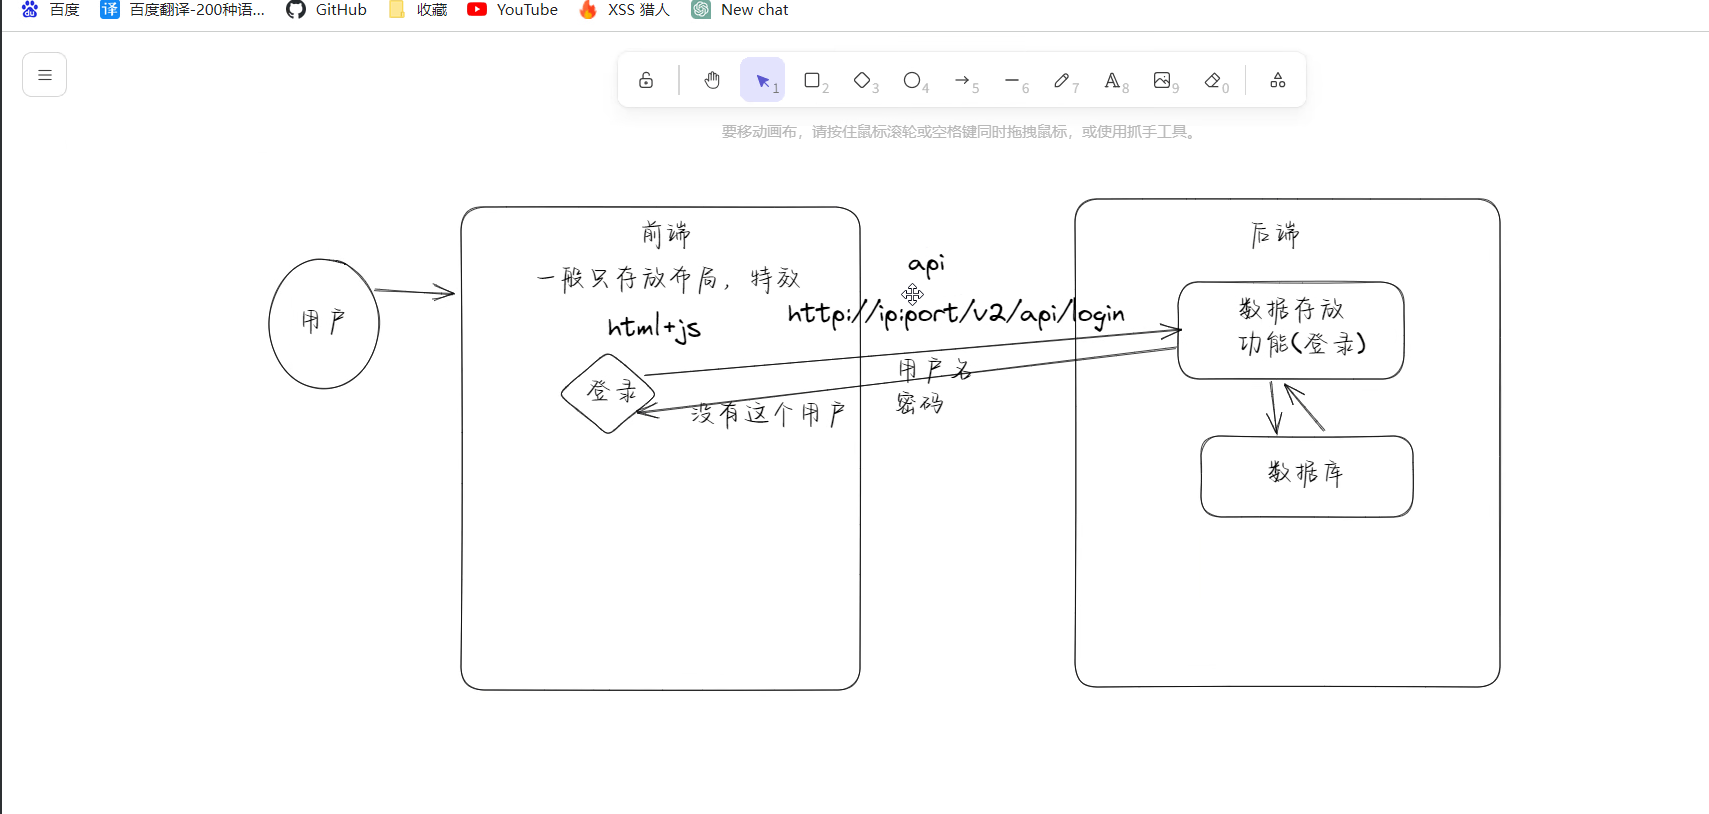 百度
译 百度翻译-200种语...
GitHub
收藏
YouTube
XSS 猎人
New chat
1
2
3
4
5
6
A
7
8
9
0
要移动画布，请按住鼠标滚轮或空格键同时拖拽鼠标，或使用抓手工具。
用户
前端
一般只存放布局，特效
html+js
登录
没有这个用户
api
http://ip:port/v2/api/login
用户名
密码
后端
数据存放
功能(登录)
数据库